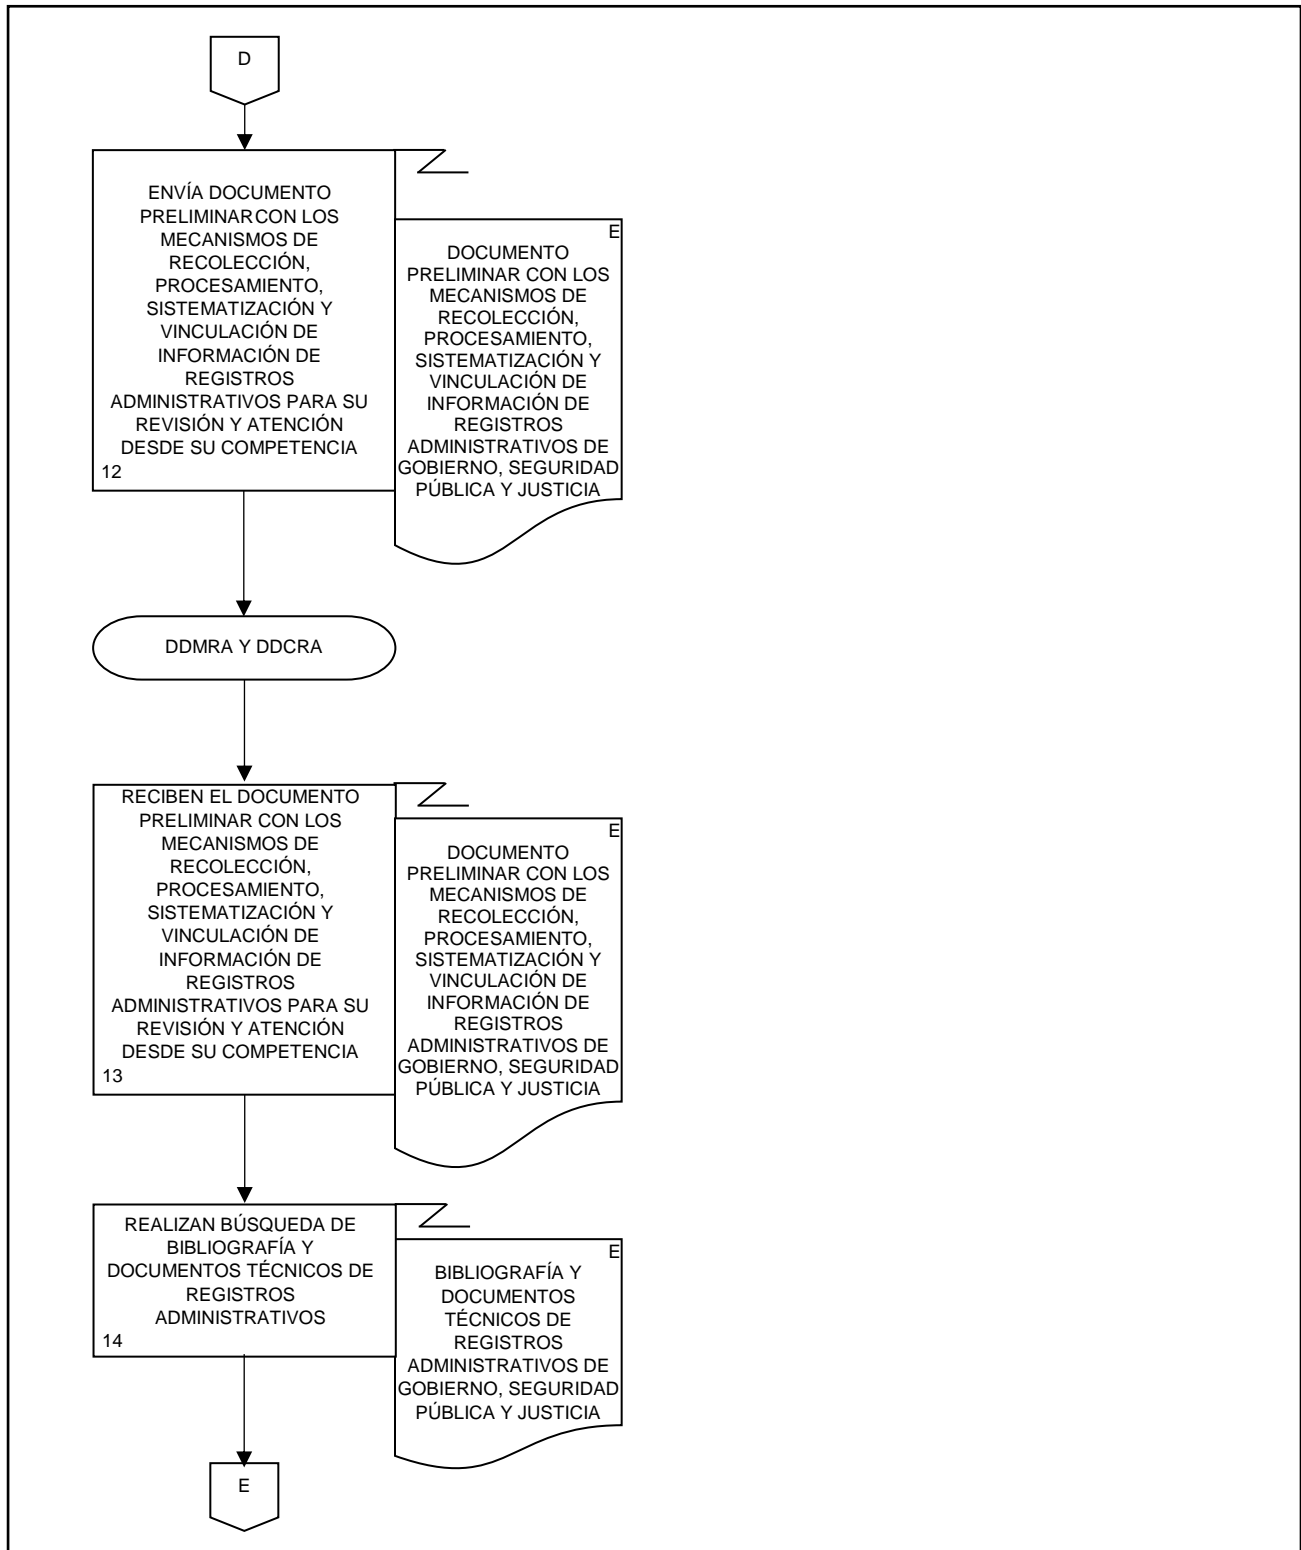 D
ENVÍA DOCUMENTO
PRELIMINAR CON LOS
MECANISMOS DE
RECOLECCIÓN,
PROCESAMIENTO,
SISTEMATIZACIÓN Y
VINCULACIÓN DE
INFORMACIÓN DE
REGISTROS
ADMINISTRATIVOS PARA SU
REVISIÓN Y ATENCIÓN
DESDE SU COMPETENCIA
12
E
DOCUMENTO
PRELIMINAR CON LOS
MECANISMOS DE
RECOLECCIÓN,
PROCESAMIENTO,
SISTEMATIZACIÓN Y
VINCULACIÓN DE
INFORMACIÓN DE
REGISTROS
ADMINISTRATIVOS DE
GOBIERNO, SEGURIDAD
PÚBLICA Y JUSTICIA
DDMRA Y DDCRA
RECIBEN EL DOCUMENTO
PRELIMINAR CON LOS
MECANISMOS DE
RECOLECCIÓN,
PROCESAMIENTO,
SISTEMATIZACIÓN Y
VINCULACIÓN DE
INFORMACIÓN DE
REGISTROS
ADMINISTRATIVOS PARA SU
REVISIÓN Y ATENCIÓN
DESDE SU COMPETENCIA
13
E
DOCUMENTO
PRELIMINAR CON LOS
MECANISMOS DE
RECOLECCIÓN,
PROCESAMIENTO,
SISTEMATIZACIÓN Y
VINCULACIÓN DE
INFORMACIÓN DE
REGISTROS
ADMINISTRATIVOS DE
GOBIERNO, SEGURIDAD
PÚBLICA Y JUSTICIA
REALIZAN BÚSQUEDA DE
BIBLIOGRAFÍA Y
DOCUMENTOS TÉCNICOS DE
REGISTROS
ADMINISTRATIVOS
14
E
BIBLIOGRAFÍA Y
DOCUMENTOS
TÉCNICOS DE
REGISTROS
ADMINISTRATIVOS DE
GOBIERNO, SEGURIDAD
PÚBLICA Y JUSTICIA
E